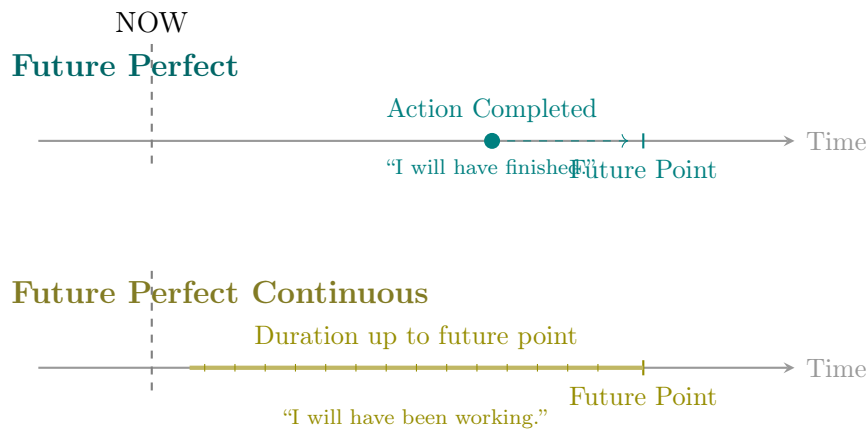 NOW
Future Perfect
Action Completed
Time
“I will have finished.”
Future Point
Future Perfect Continuous
Duration up to future point
Time
Future Point
“I will have been working.”